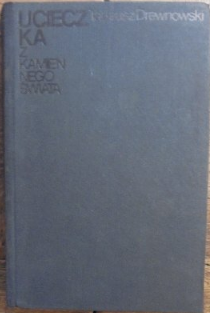 UCIECZ
KA
Z
KAMIEN
NEGO
ŚWIATA
Tadeusz Drewnowski